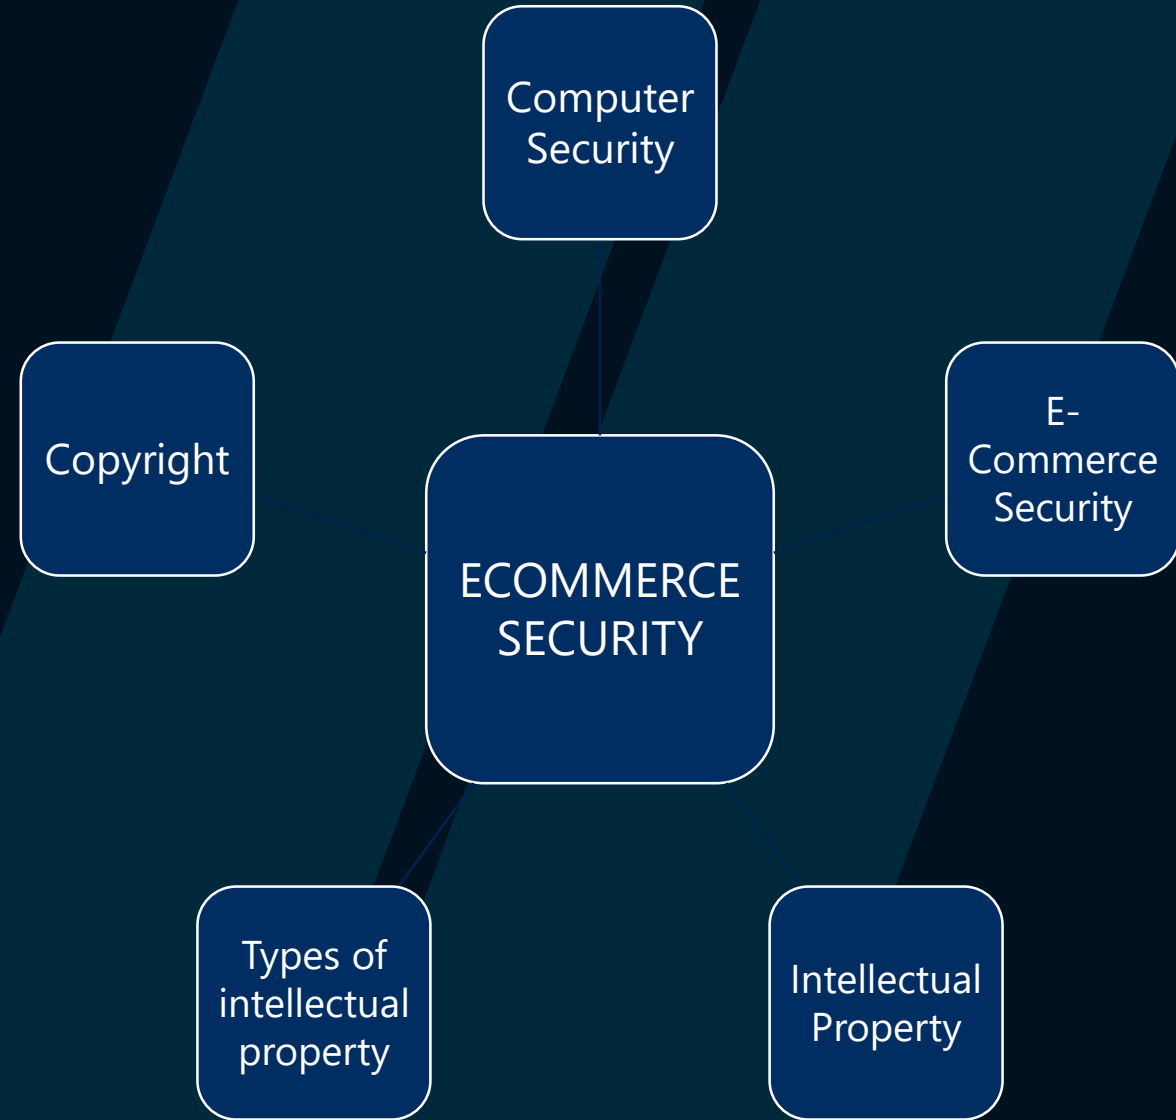 Computer
Security
Copyright
E-
Commerce
Security
ECOMMERCE
SECURITY
Types of
intellectual
property
Intellectual
Property